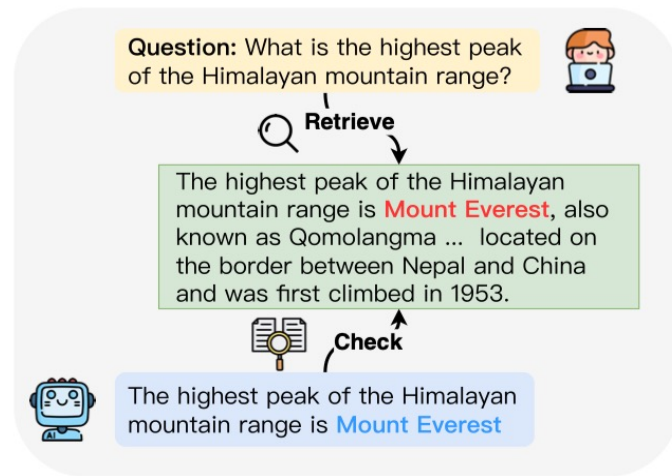 Question: What is the highest peak
of the Himalayan mountain range?
Retrieve
The highest peak of the Himalayan
mountain range is Mount Everest, also
known as Qomolangma ... located on
the border between Nepal and China
and was first climbed in 1953.
Check
The highest peak of the Himalayan
mountain range is Mount Everest
AI